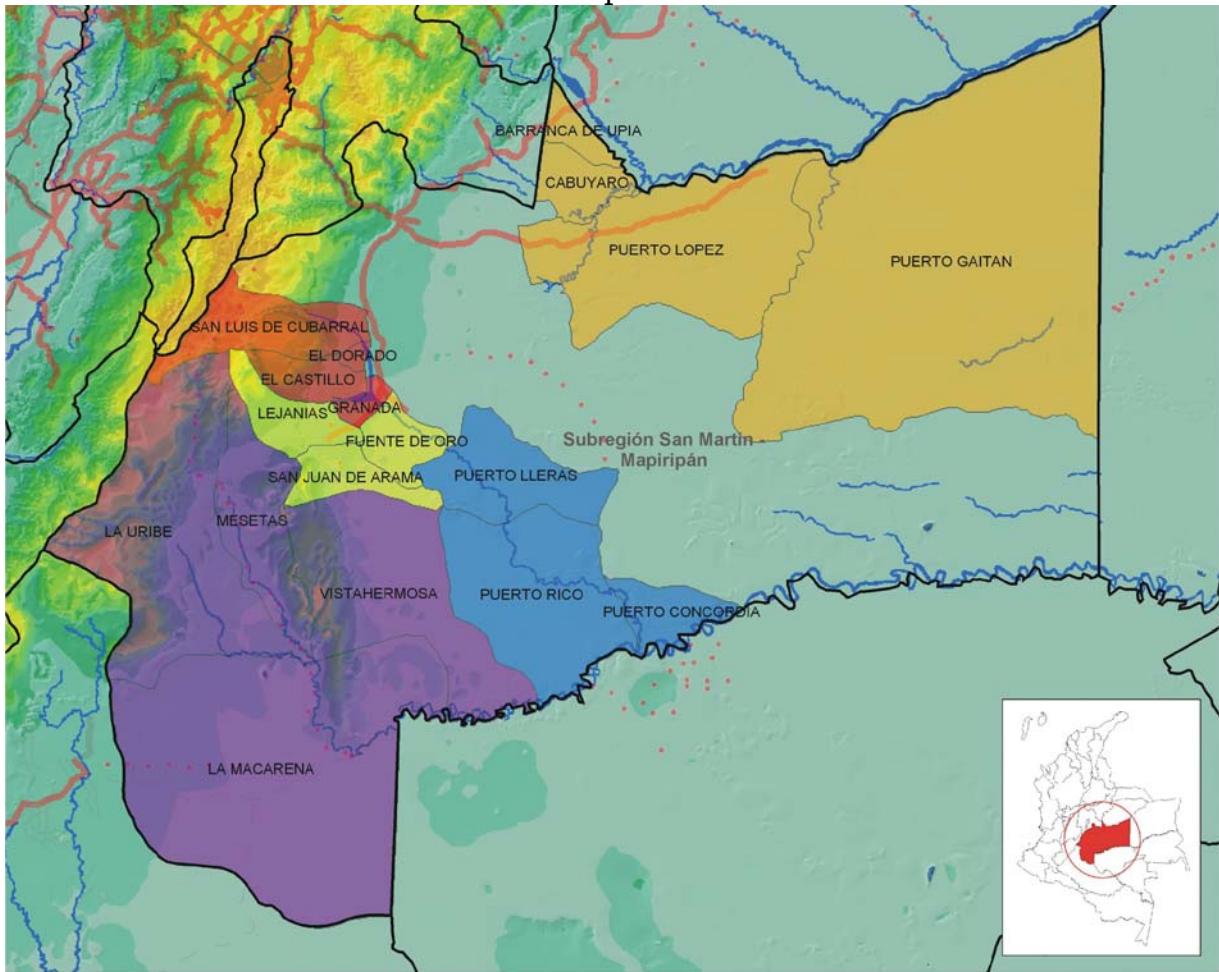 BARRANCA DE UPIA
CABUYARO
PUERTO LOPEZ
PUERTO GAITAN
SAN LUIS DE CUBARRAL
EL DORADO
EL CASTILLO
LEJANIAS
GRANADA
FUENTE DE ORO
Subregión San Martín -
Mapiripán
SAN JUAN DE ARAMA
PUERTO LLERAS
LA URIBE
MESETAS
VISTAHERMOSA
PUERTO RICO
PUERTO CONCORDIA
LA MACARENA